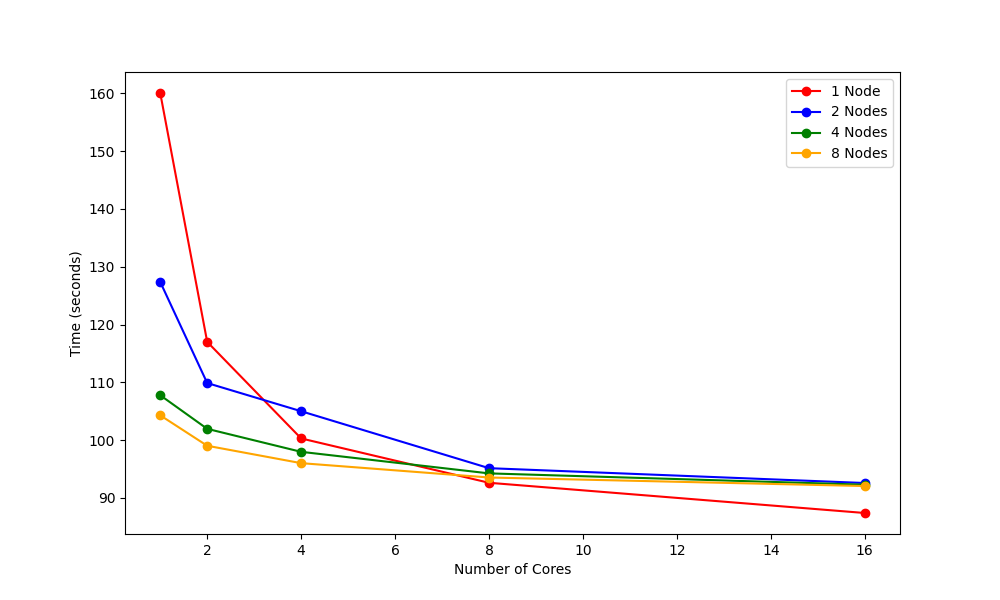 1 Node
2 Nodes
4 Nodes
8 Nodes
160
150
140
130
120
110
100
90
Time (seconds)
2 4 6 8 10 12 14 16
Number of Cores